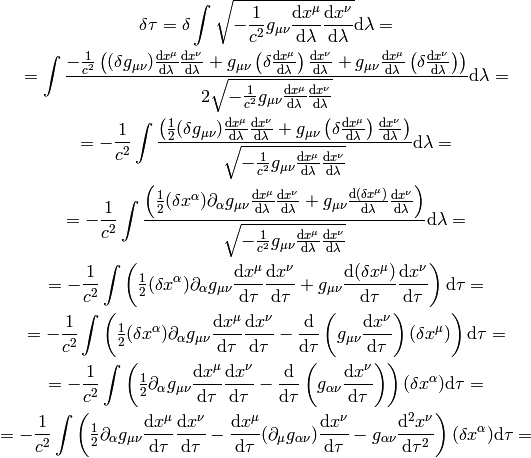 $\delta\tau = \delta \int \sqrt{-\frac{1}{c^2} g_{\mu\nu} \frac{\mathrm{d}x^\mu}{\mathrm{d}\lambda} \frac{\mathrm{d}x^\nu}{\mathrm{d}\lambda}} \mathrm{d}\lambda =$
$= \int \frac{-\frac{1}{c^2} \left( (\delta g_{\mu\nu}) \frac{\mathrm{d}x^\mu}{\mathrm{d}\lambda} \frac{\mathrm{d}x^\nu}{\mathrm{d}\lambda} + g_{\mu\nu} \left( \delta \frac{\mathrm{d}x^\mu}{\mathrm{d}\lambda} \right) \frac{\mathrm{d}x^\nu}{\mathrm{d}\lambda} + g_{\mu\nu} \frac{\mathrm{d}x^\mu}{\mathrm{d}\lambda} \left( \delta \frac{\mathrm{d}x^\nu}{\mathrm{d}\lambda} \right) \right)}{2 \sqrt{-\frac{1}{c^2} g_{\mu\nu} \frac{\mathrm{d}x^\mu}{\mathrm{d}\lambda} \frac{\mathrm{d}x^\nu}{\mathrm{d}\lambda}}} \mathrm{d}\lambda =$
$= -\frac{1}{c^2} \int \frac{\left( \frac{1}{2} (\delta g_{\mu\nu}) \frac{\mathrm{d}x^\mu}{\mathrm{d}\lambda} \frac{\mathrm{d}x^\nu}{\mathrm{d}\lambda} + g_{\mu\nu} \left( \delta \frac{\mathrm{d}x^\mu}{\mathrm{d}\lambda} \right) \frac{\mathrm{d}x^\nu}{\mathrm{d}\lambda} \right)}{\sqrt{-\frac{1}{c^2} g_{\mu\nu} \frac{\mathrm{d}x^\mu}{\mathrm{d}\lambda} \frac{\mathrm{d}x^\nu}{\mathrm{d}\lambda}}} \mathrm{d}\lambda =$
$= -\frac{1}{c^2} \int \frac{\left( \frac{1}{2} (\delta x^\alpha) \partial_\alpha g_{\mu\nu} \frac{\mathrm{d}x^\mu}{\mathrm{d}\lambda} \frac{\mathrm{d}x^\nu}{\mathrm{d}\lambda} + g_{\mu\nu} \frac{\mathrm{d}(\delta x^\mu)}{\mathrm{d}\lambda} \frac{\mathrm{d}x^\nu}{\mathrm{d}\lambda} \right)}{\sqrt{-\frac{1}{c^2} g_{\mu\nu} \frac{\mathrm{d}x^\mu}{\mathrm{d}\lambda} \frac{\mathrm{d}x^\nu}{\mathrm{d}\lambda}}} \mathrm{d}\lambda =$
$= -\frac{1}{c^2} \int \left( \frac{1}{2} (\delta x^\alpha) \partial_\alpha g_{\mu\nu} \frac{\mathrm{d}x^\mu}{\mathrm{d}\tau} \frac{\mathrm{d}x^\nu}{\mathrm{d}\tau} + g_{\mu\nu} \frac{\mathrm{d}(\delta x^\mu)}{\mathrm{d}\tau} \frac{\mathrm{d}x^\nu}{\mathrm{d}\tau} \right) \mathrm{d}\tau =$
$= -\frac{1}{c^2} \int \left( \frac{1}{2} (\delta x^\alpha) \partial_\alpha g_{\mu\nu} \frac{\mathrm{d}x^\mu}{\mathrm{d}\tau} \frac{\mathrm{d}x^\nu}{\mathrm{d}\tau} - \frac{\mathrm{d}}{\mathrm{d}\tau} \left( g_{\mu\nu} \frac{\mathrm{d}x^\nu}{\mathrm{d}\tau} \right) (\delta x^\mu) \right) \mathrm{d}\tau =$
$= -\frac{1}{c^2} \int \left( \frac{1}{2} \partial_\alpha g_{\mu\nu} \frac{\mathrm{d}x^\mu}{\mathrm{d}\tau} \frac{\mathrm{d}x^\nu}{\mathrm{d}\tau} - \frac{\mathrm{d}}{\mathrm{d}\tau} \left( g_{\alpha\nu} \frac{\mathrm{d}x^\nu}{\mathrm{d}\tau} \right) \right) (\delta x^\alpha) \mathrm{d}\tau =$
$= -\frac{1}{c^2} \int \left( \frac{1}{2} \partial_\alpha g_{\mu\nu} \frac{\mathrm{d}x^\mu}{\mathrm{d}\tau} \frac{\mathrm{d}x^\nu}{\mathrm{d}\tau} - \frac{\mathrm{d}x^\mu}{\mathrm{d}\tau} (\partial_\mu g_{\alpha\nu}) \frac{\mathrm{d}x^\nu}{\mathrm{d}\tau} - g_{\alpha\nu} \frac{\mathrm{d}^2 x^\nu}{\mathrm{d}\tau^2} \right) (\delta x^\alpha) \mathrm{d}\tau =$